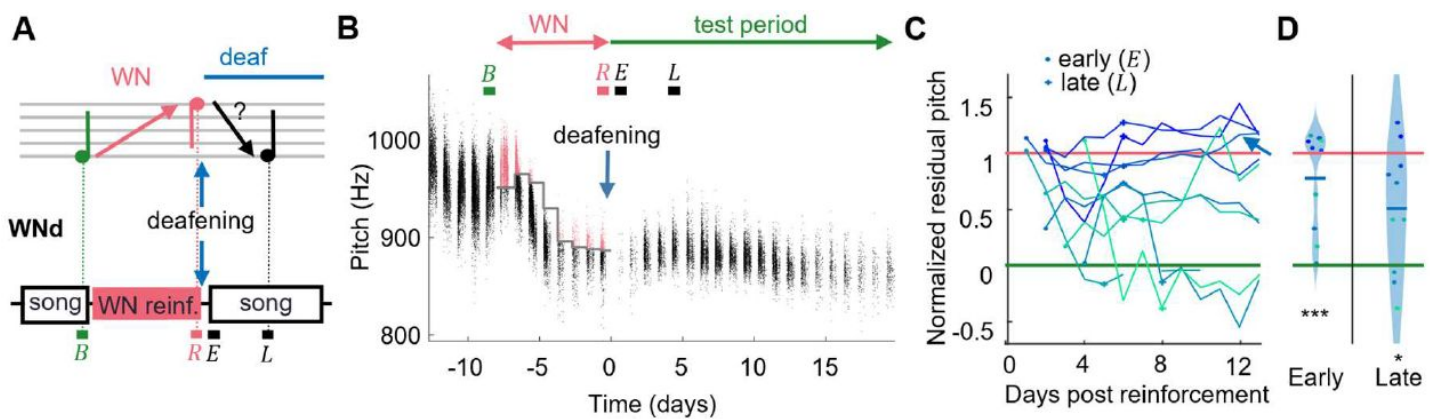 A
deaf
WN
?
deafening
WNd
song
WN reinf.
song
B
R
E
L
B
WN
test period
B
R
E
L
deafening
1000
900
800
Pitch (Hz)
-10
-5
0
5
10
15
Time (days)
C
early (E)
late (L)
1.5
1
0.5
0
-0.5
Normalized residual pitch
0
4
8
12
Days post reinforcement
D
***
*
Early
Late